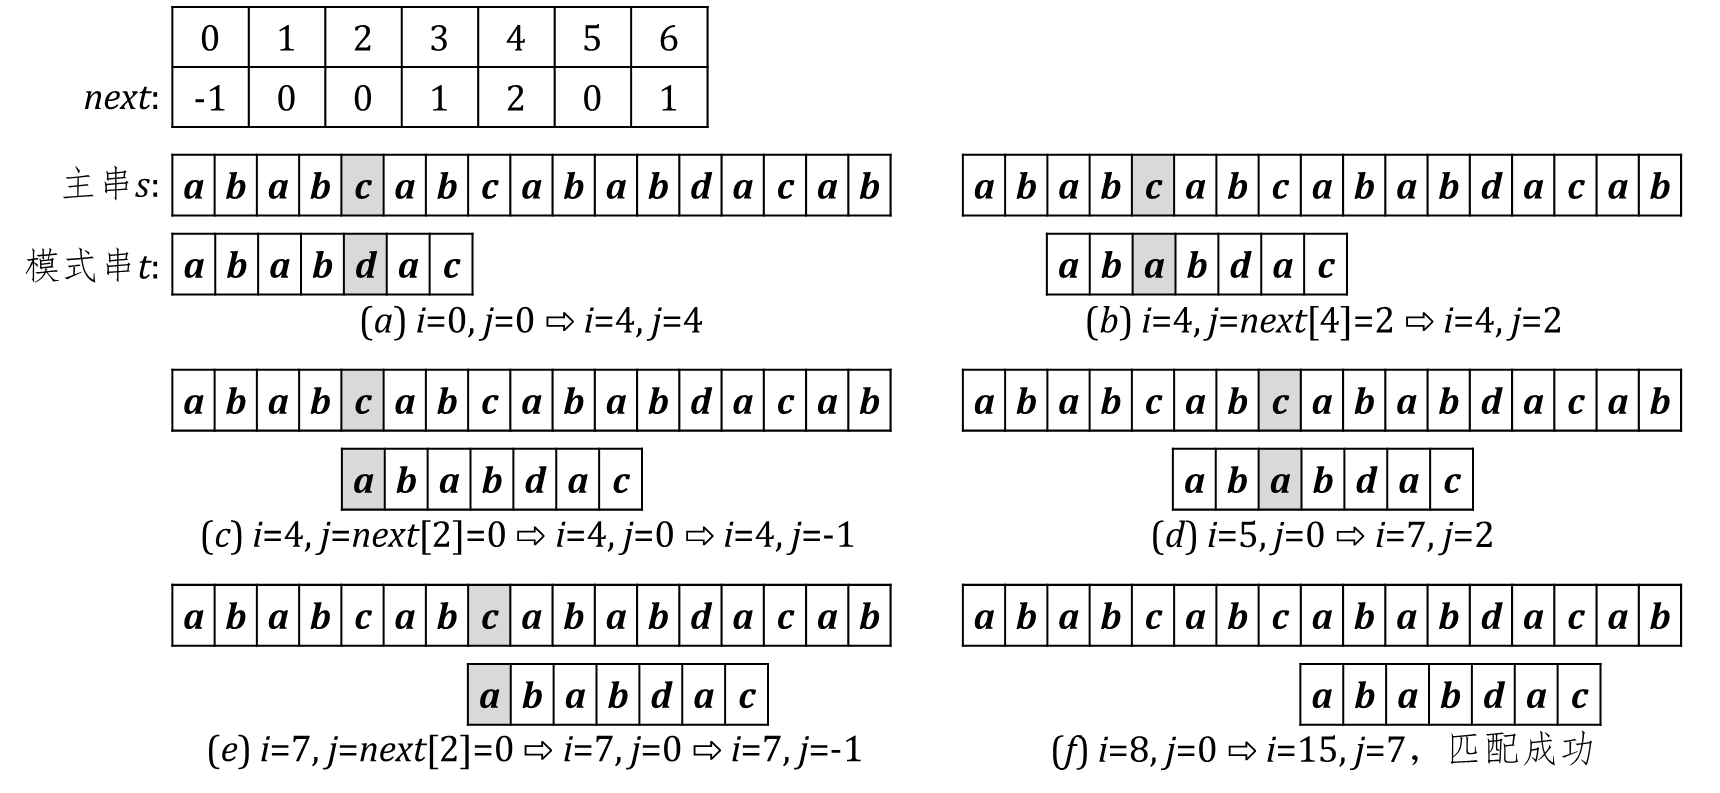 0 1 2 3 4 5 6
next: -1 0 0 1 2 0 1
主串s: a b a b c a b c a b a b d a c a b
模式串t: a b a b d a c
(a) i=0, j=0 ⇨ i=4, j=4
a b a b c a b c a b a b d a c a b
a b a b d a c
(b) i=4, j=next[4]=2 ⇨ i=4, j=2
a b a b c a b c a b a b d a c a b
a b a b d a c
(c) i=4, j=next[2]=0 ⇨ i=4, j=0 ⇨ i=4, j=-1
a b a b c a b c a b a b d a c a b
a b a b d a c
(d) i=5, j=0 ⇨ i=7, j=2
a b a b c a b c a b a b d a c a b
a b a b d a c
(e) i=7, j=next[2]=0 ⇨ i=7, j=0 ⇨ i=7, j=-1
a b a b c a b c a b a b d a c a b
a b a b d a c
(f) i=8, j=0 ⇨ i=15, j=7，匹配成功